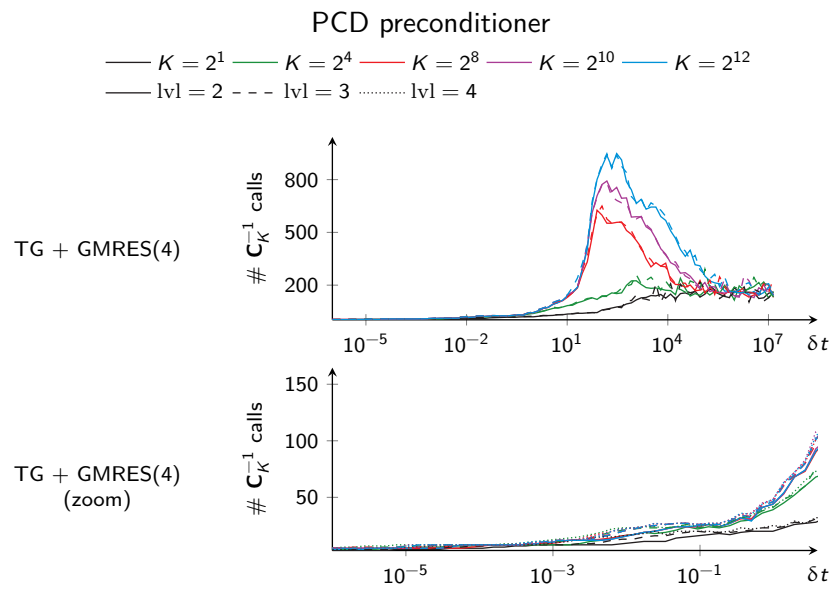 PCD preconditioner
K = 2^1 K = 2^4 K = 2^8 K = 2^10 K = 2^12
lvl = 2 lvl = 3 lvl = 4
TG + GMRES(4)
# C_K^{-1} calls
800
500
200
10^{-5} 10^{-2} 10^1 10^4 10^7 δt
TG + GMRES(4)
(zoom)
# C_K^{-1} calls
150
100
50
10^{-5} 10^{-3} 10^{-1} δt